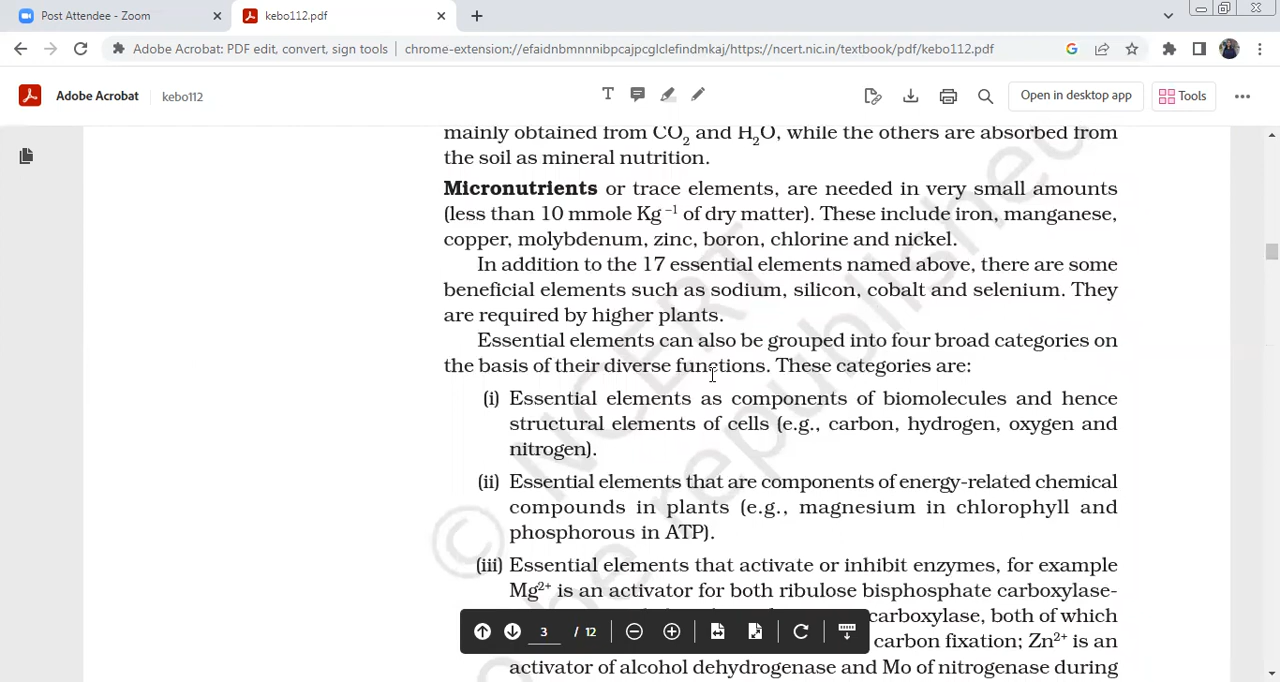 Post Attendee - Zoom
kebo112.pdf
Adobe Acrobat: PDF edit, convert, sign tools | chrome-extension://efaidnbmnnnibpcajpcglclefindmkaj/https://ncert.nic.in/textbook/pdf/kebo112.pdf
Adobe Acrobat kebo112 Open in desktop app Tools
mainly obtained from CO2 and H2O, while the others are absorbed from
the soil as mineral nutrition.
Micronutrients or trace elements, are needed in very small amounts
(less than 10 mmole Kg –1 of dry matter). These include iron, manganese,
copper, molybdenum, zinc, boron, chlorine and nickel.
In addition to the 17 essential elements named above, there are some
beneficial elements such as sodium, silicon, cobalt and selenium. They
are required by higher plants.
Essential elements can also be grouped into four broad categories on
the basis of their diverse functions. These categories are:
(i) Essential elements as components of biomolecules and hence
structural elements of cells (e.g., carbon, hydrogen, oxygen and
nitrogen).
(ii) Essential elements that are components of energy-related chemical
compounds in plants (e.g., magnesium in chlorophyll and
phosphorous in ATP).
(iii) Essential elements that activate or inhibit enzymes, for example
Mg2+ is an activator for both ribulose bisphosphate carboxylase-
carboxylase, both of which
carbon fixation; Zn2+ is an
activator of alcohol dehydrogenase and Mo of nitrogenase during
3 / 12
© NCERT
be republished